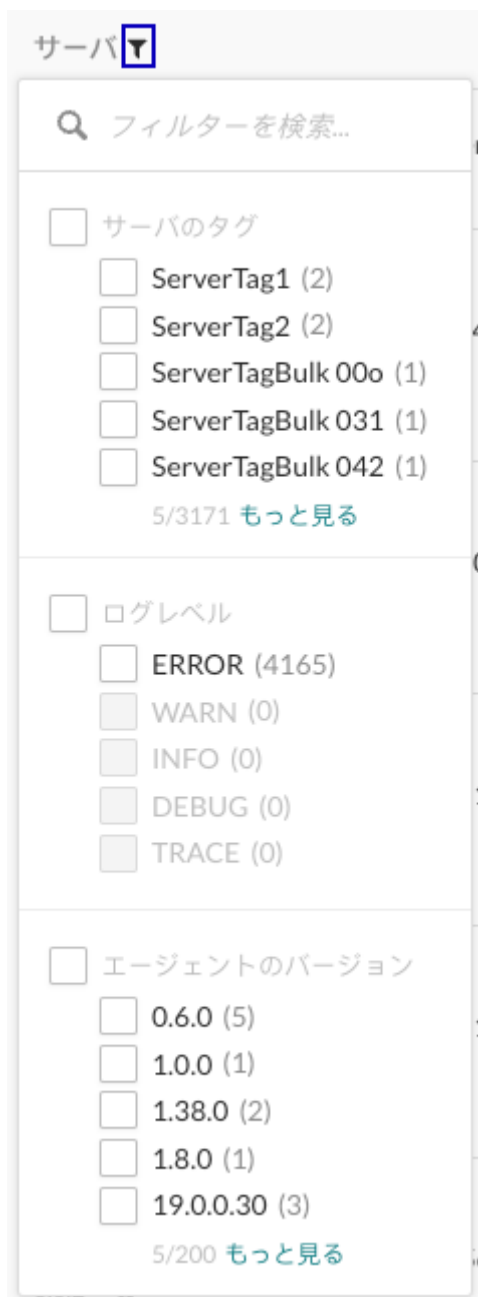 サーバ
フィルターを検索...
サーバのタグ
ServerTag1 (2)
ServerTag2 (2)
ServerTagBulk 00o (1)
ServerTagBulk 031 (1)
ServerTagBulk 042 (1)
5/3171 もっと見る
ログレベル
ERROR (4165)
WARN (0)
INFO (0)
DEBUG (0)
TRACE (0)
エージェントのバージョン
0.6.0 (5)
1.0.0 (1)
1.38.0 (2)
1.8.0 (1)
19.0.0.30 (3)
5/200 もっと見る